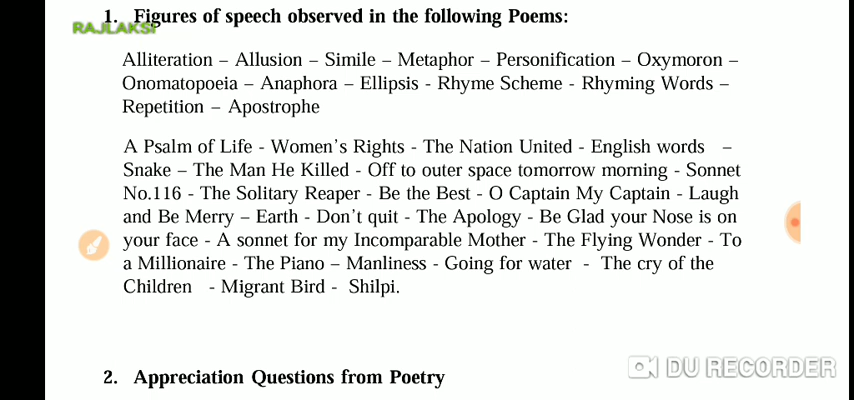 1. Figures of speech observed in the following Poems:
RAJLAKSI
Alliteration – Allusion – Simile – Metaphor – Personification – Oxymoron –
Onomatopoeia – Anaphora – Ellipsis - Rhyme Scheme - Rhyming Words –
Repetition – Apostrophe
A Psalm of Life - Women's Rights - The Nation United - English words –
Snake – The Man He Killed - Off to outer space tomorrow morning - Sonnet
No.116 - The Solitary Reaper - Be the Best - O Captain My Captain - Laugh
and Be Merry – Earth - Don't quit - The Apology - Be Glad your Nose is on
your face - A sonnet for my Incomparable Mother - The Flying Wonder - To
a Millionaire - The Piano – Manliness - Going for water - The cry of the
Children - Migrant Bird - Shilpi.
2. Appreciation Questions from Poetry
DU RECORDER